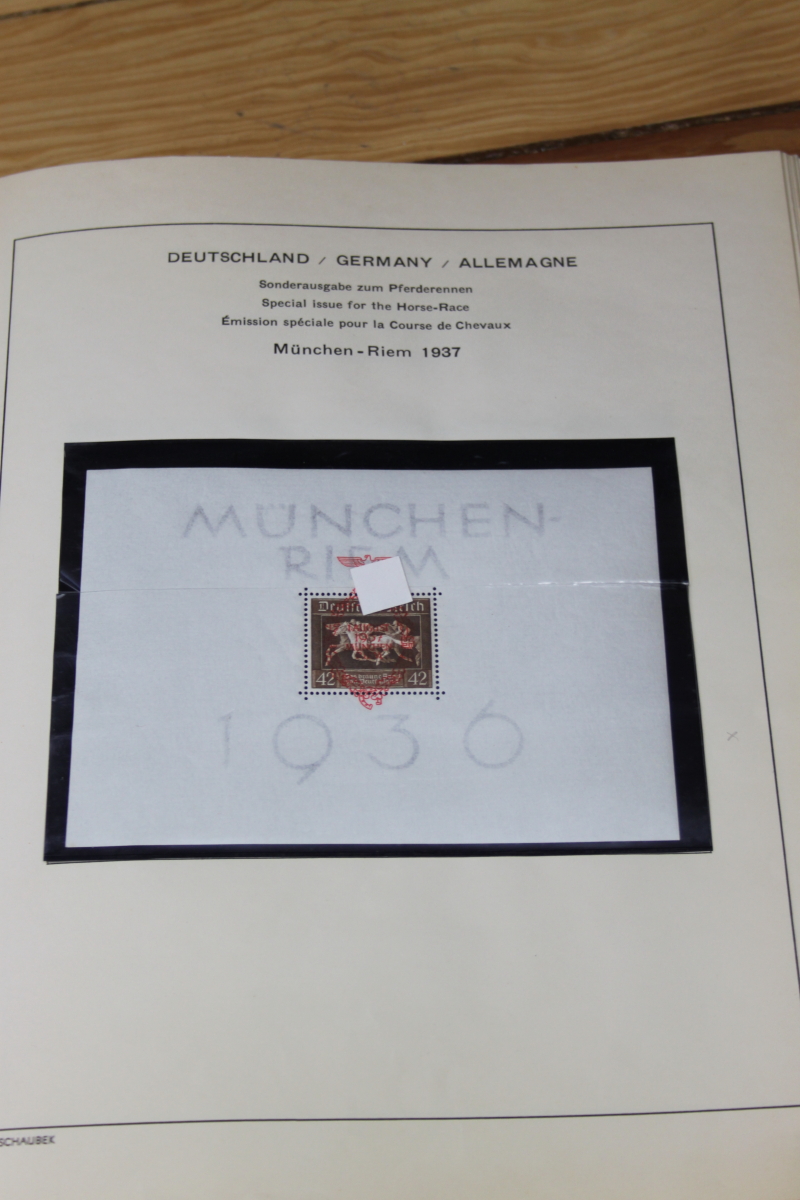 DEUTSCHLAND / GERMANY / ALLEMAGNE
Sonderausgabe zum Pferderennen
Special issue for the Horse-Race
Émission spéciale pour la Course de Chevaux
München-Riem 1937
MÜNCHEN-
RIEM
Deutsches Reich
1937
42 42
1936
SCHAUBEK